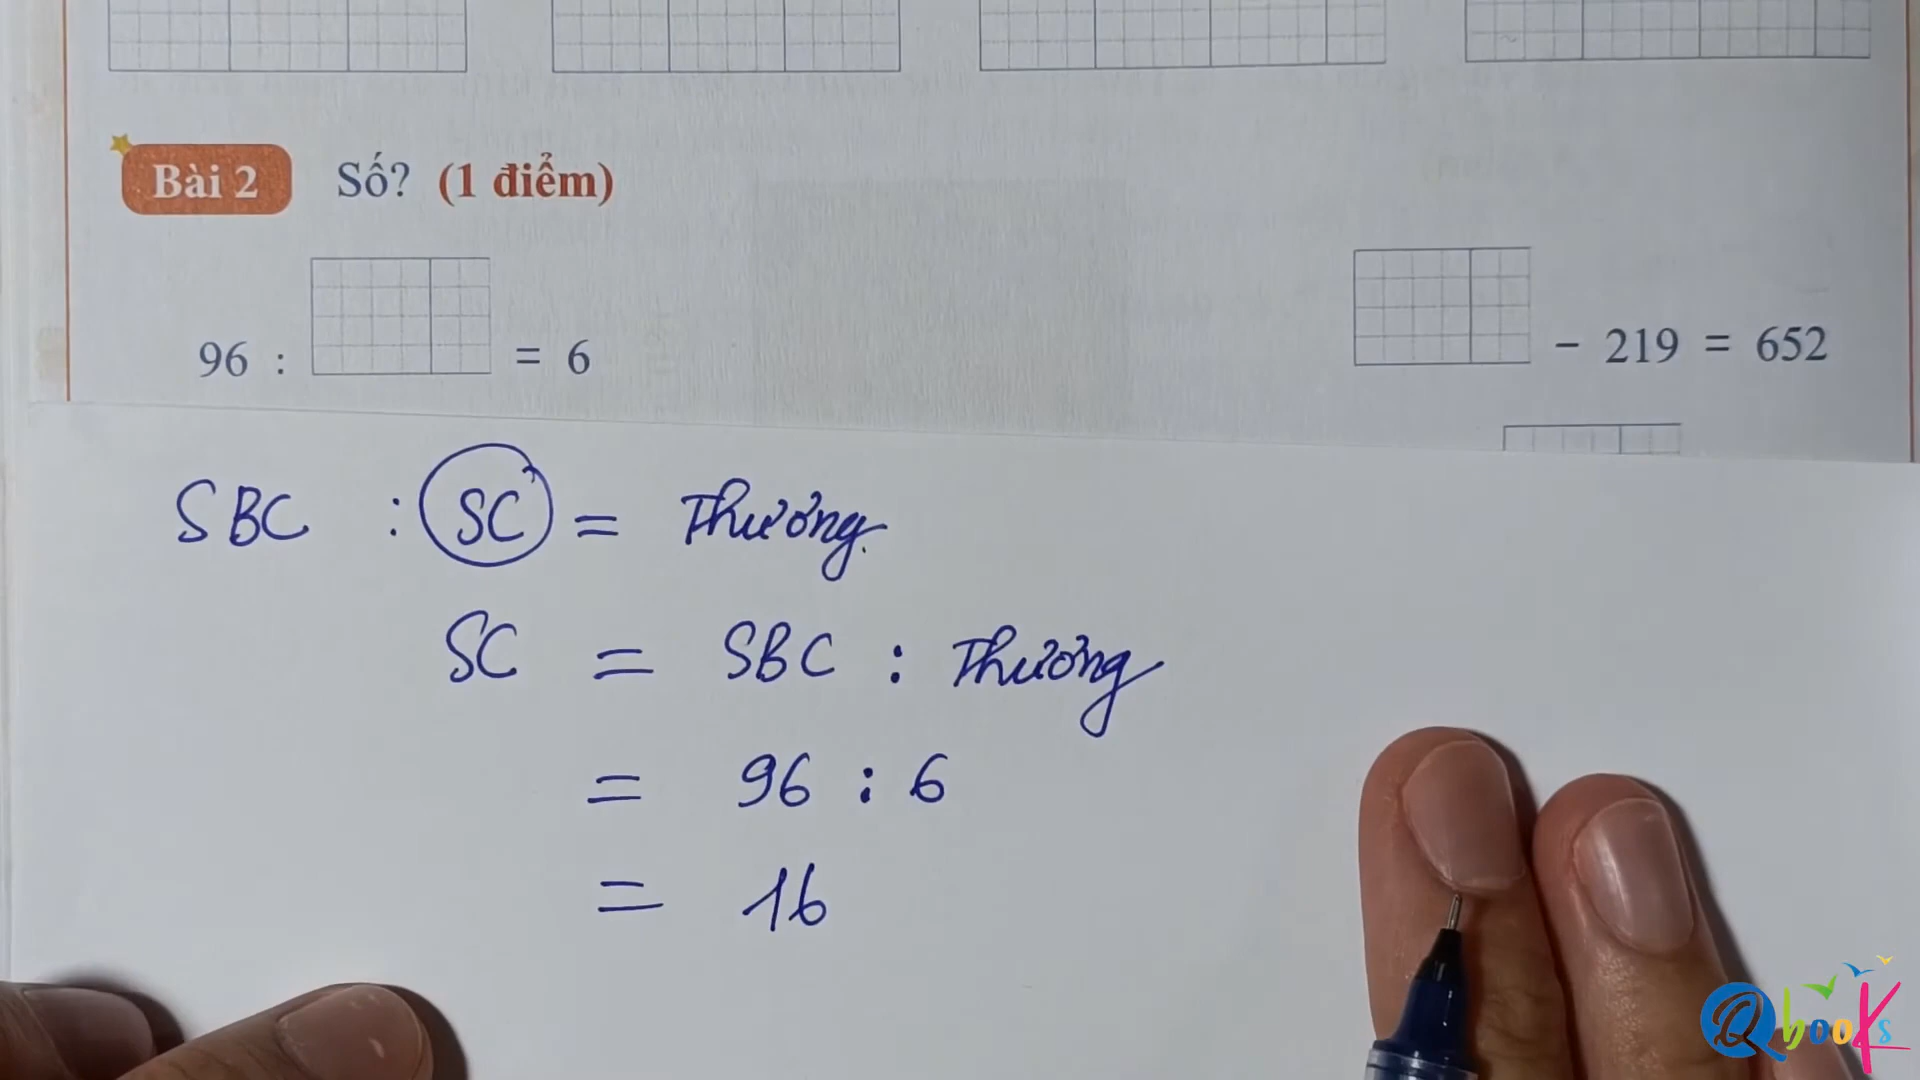 Bài 2 Số? (1 điểm)
96 : = 6
- 219 = 652
SBC : SC = Thương.
SC = SBC : Thương
= 96 : 6
= 16
Qbooks